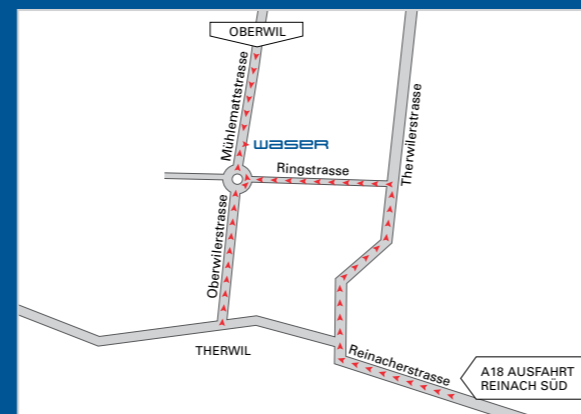 OBERWIL
Mühlemattstrasse
waser
Ringstrasse
Therwilerstrasse
Oberwilerstrasse
THERWIL
Reinacherstrasse
A18 AUSFAHRT
REINACH SÜD